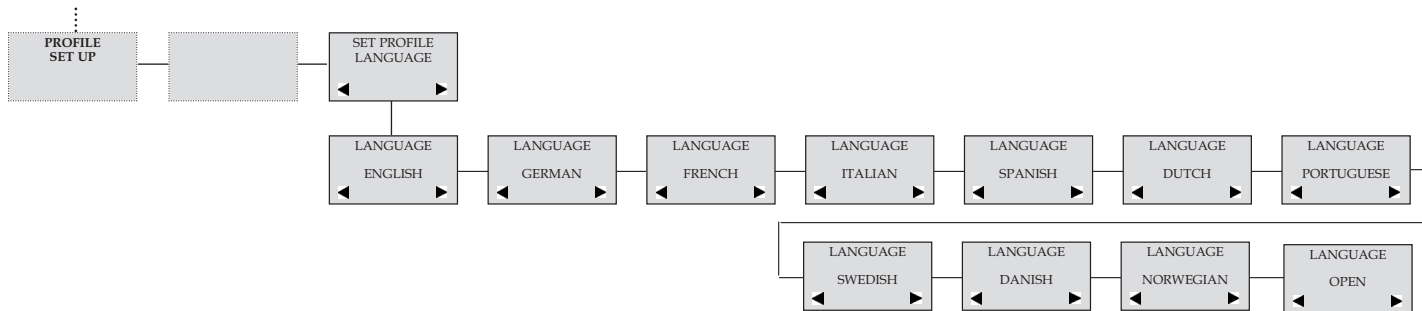 PROFILE
SET UP
SET PROFILE
LANGUAGE
LANGUAGE
ENGLISH
LANGUAGE
GERMAN
LANGUAGE
FRENCH
LANGUAGE
ITALIAN
LANGUAGE
SPANISH
LANGUAGE
DUTCH
LANGUAGE
PORTUGUESE
LANGUAGE
SWEDISH
LANGUAGE
DANISH
LANGUAGE
NORWEGIAN
LANGUAGE
OPEN